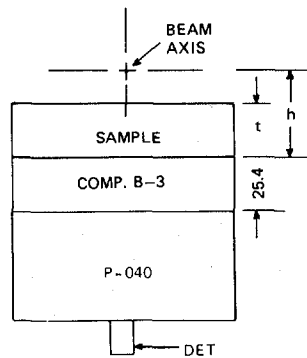 BEAM
AXIS
t
h
SAMPLE
COMP. B-3
25.4
P-040
DET